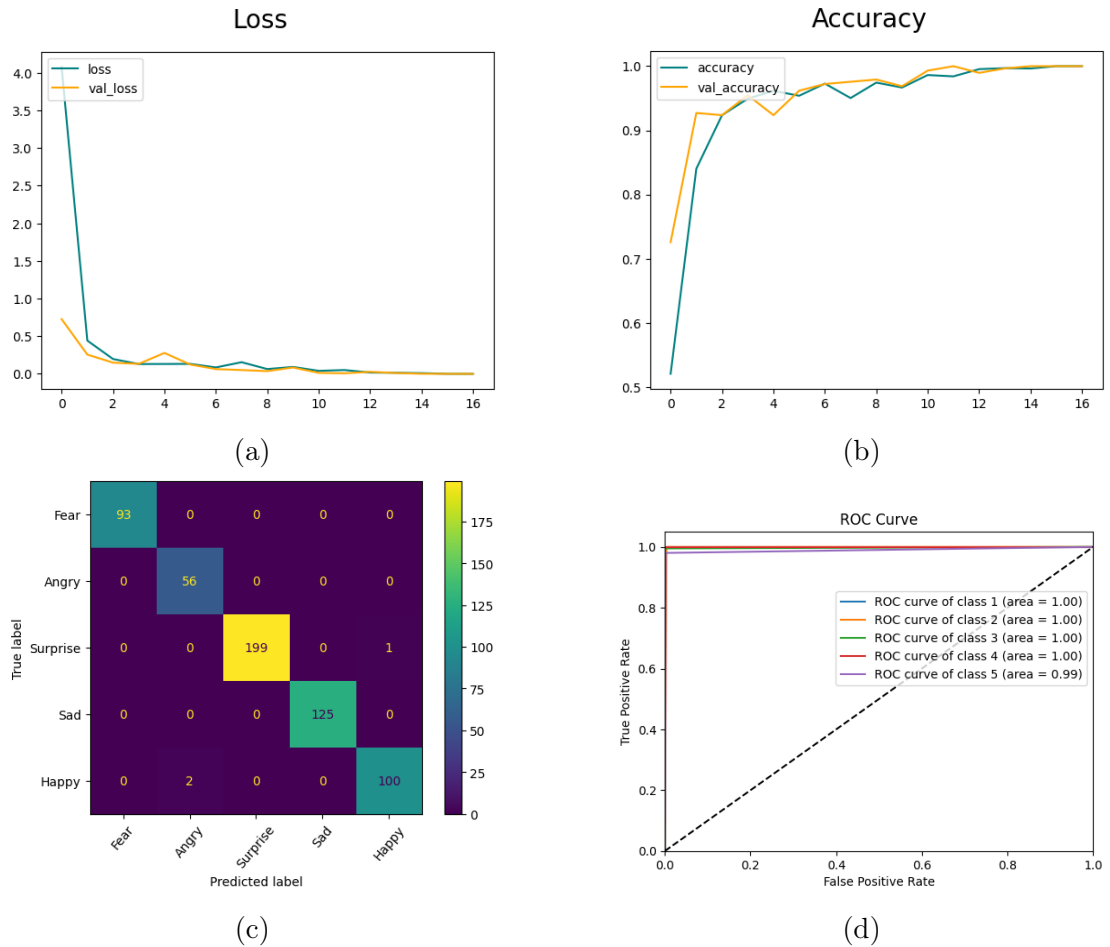 Loss
Accuracy
loss
val_loss
4.0
3.5
3.0
2.5
2.0
1.5
1.0
0.5
0.0
0 2 4 6 8 10 12 14 16
accuracy
val_accuracy
1.0
0.9
0.8
0.7
0.6
0.5
0 2 4 6 8 10 12 14 16
(a)
(b)
True label
Fear 93 0 0 0 0
Angry 0 56 0 0 0
Surprise 0 0 199 0 1
Sad 0 0 0 125 0
Happy 0 2 0 0 100
Fear Angry Surprise Sad Happy
Predicted label
175
150
125
100
75
50
25
0
ROC Curve
True Positive Rate
1.0
0.8
0.6
0.4
0.2
0.0
ROC curve of class 1 (area = 1.00)
ROC curve of class 2 (area = 1.00)
ROC curve of class 3 (area = 1.00)
ROC curve of class 4 (area = 1.00)
ROC curve of class 5 (area = 0.99)
0.0 0.2 0.4 0.6 0.8 1.0
False Positive Rate
(c)
(d)